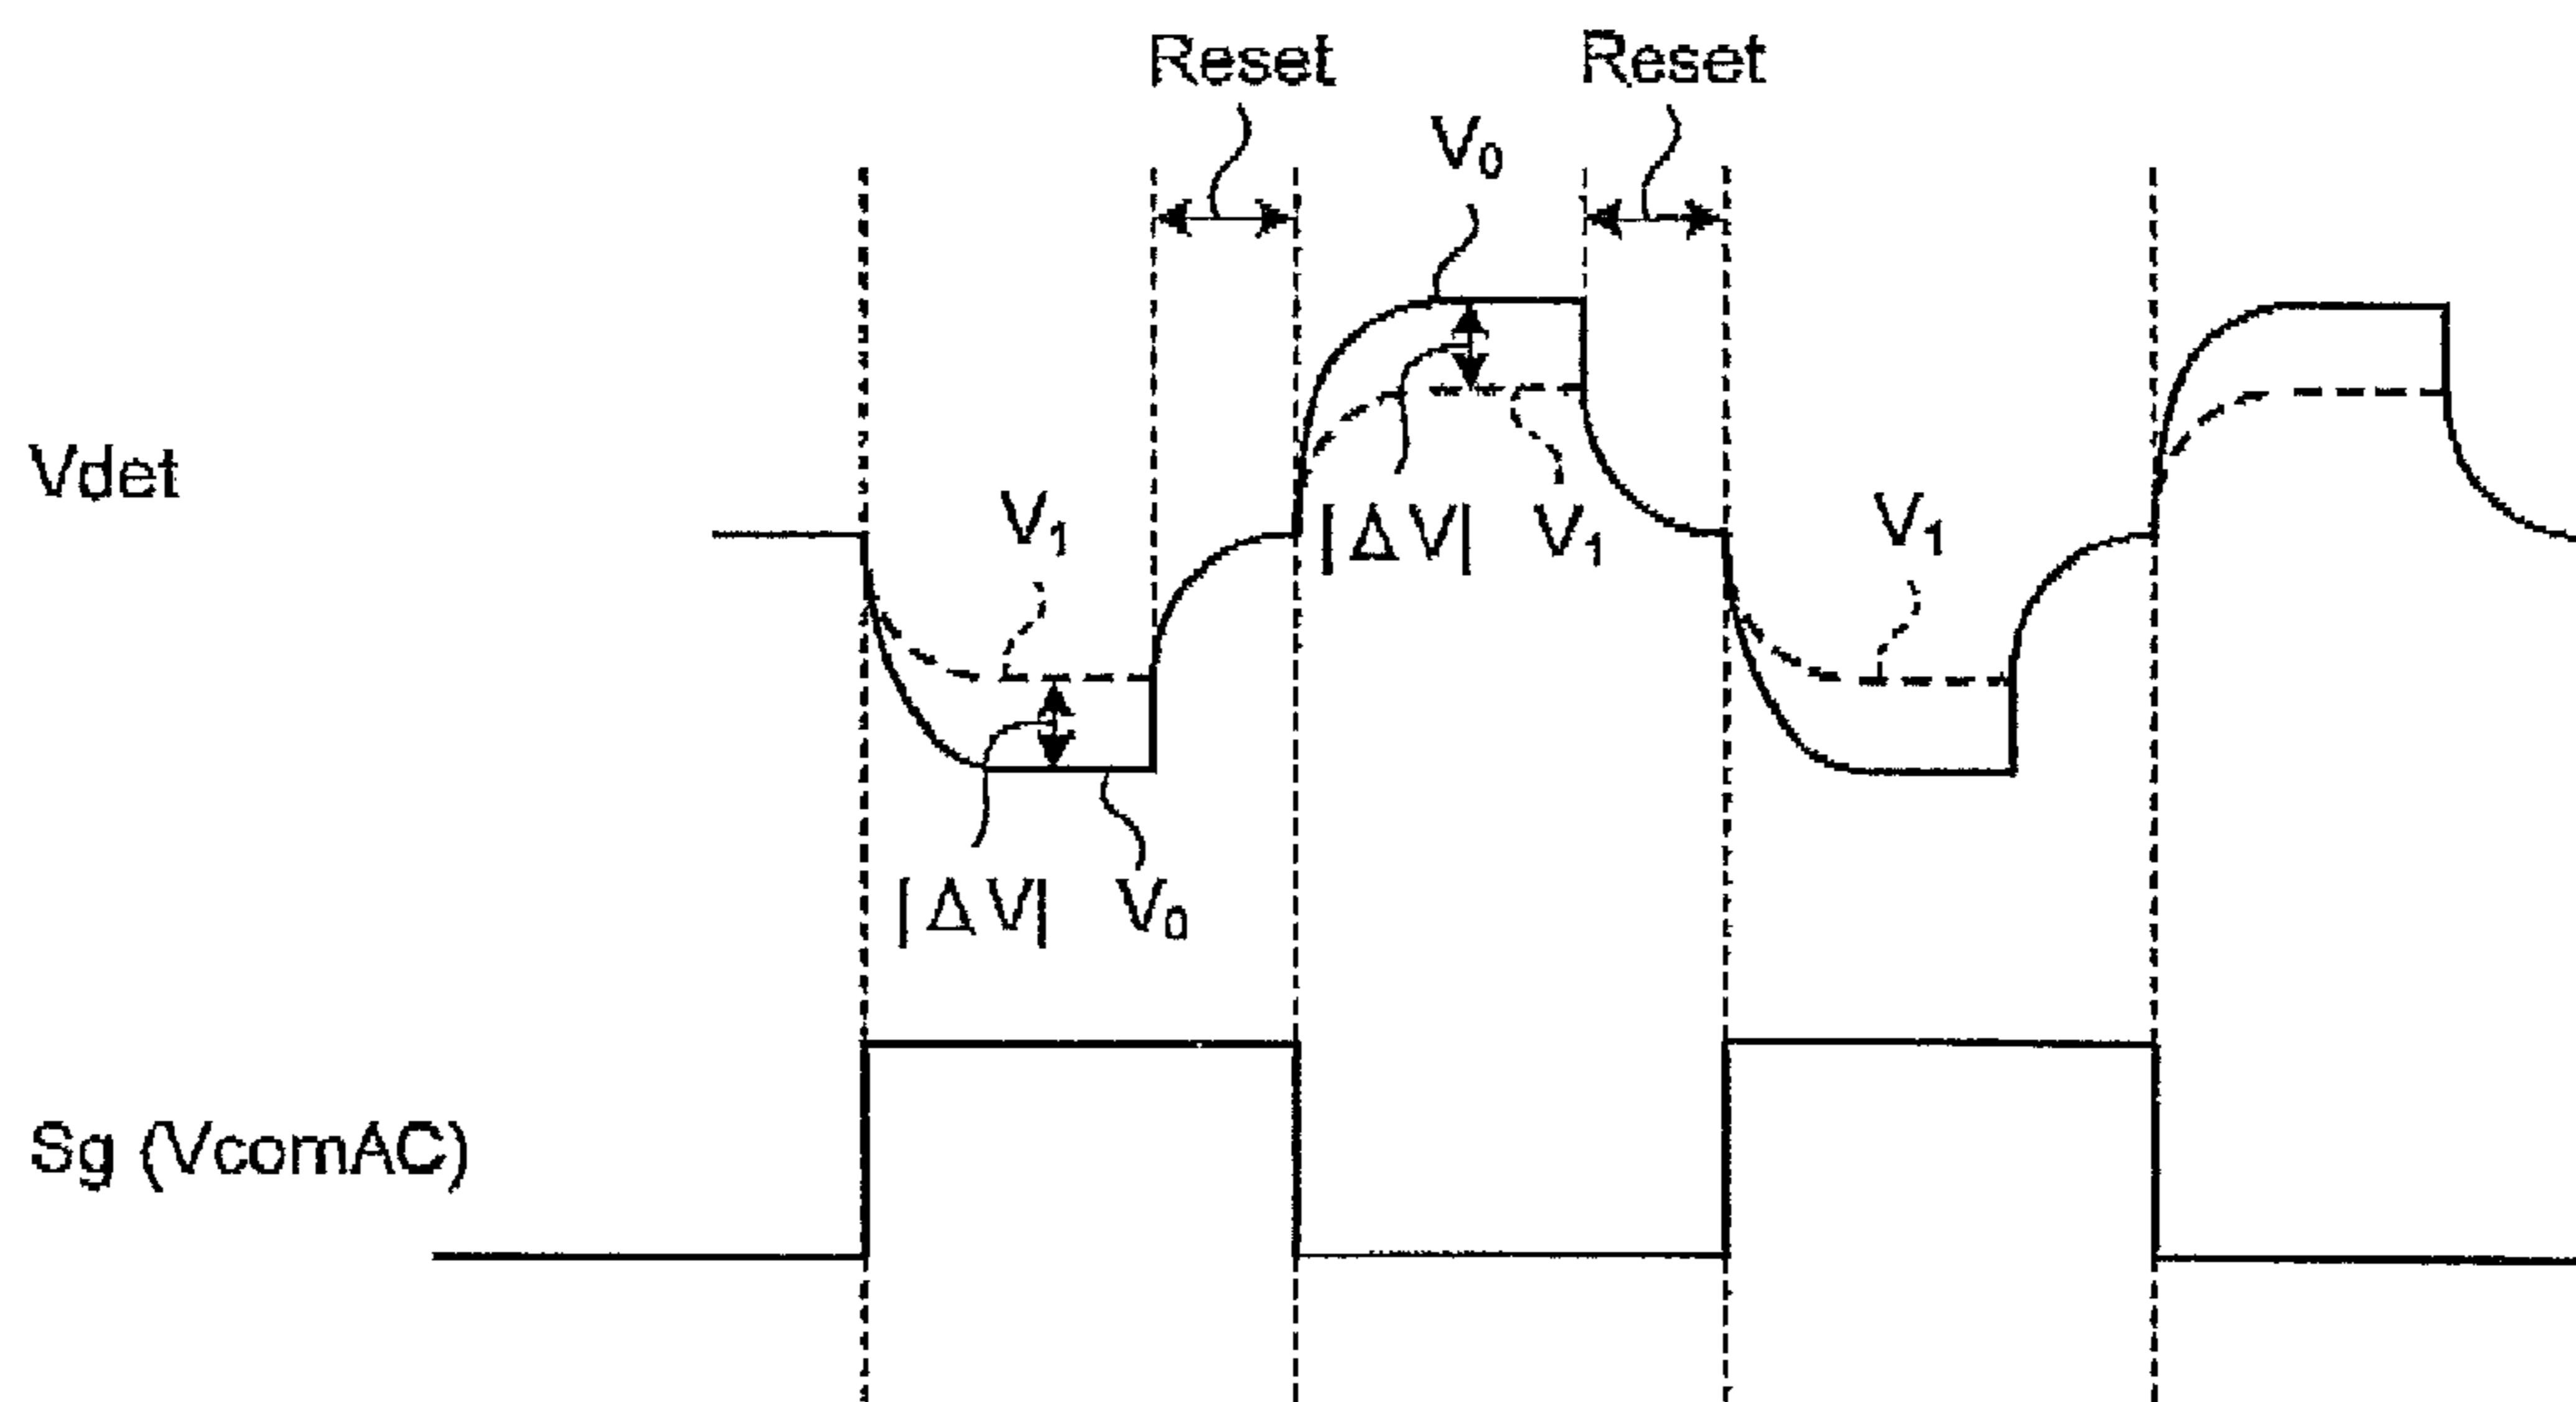 Reset
Reset
V₀
Vdet
V₁
|ΔV|
V₁
V₁
|ΔV|
V₀
Sg (VcomAC)